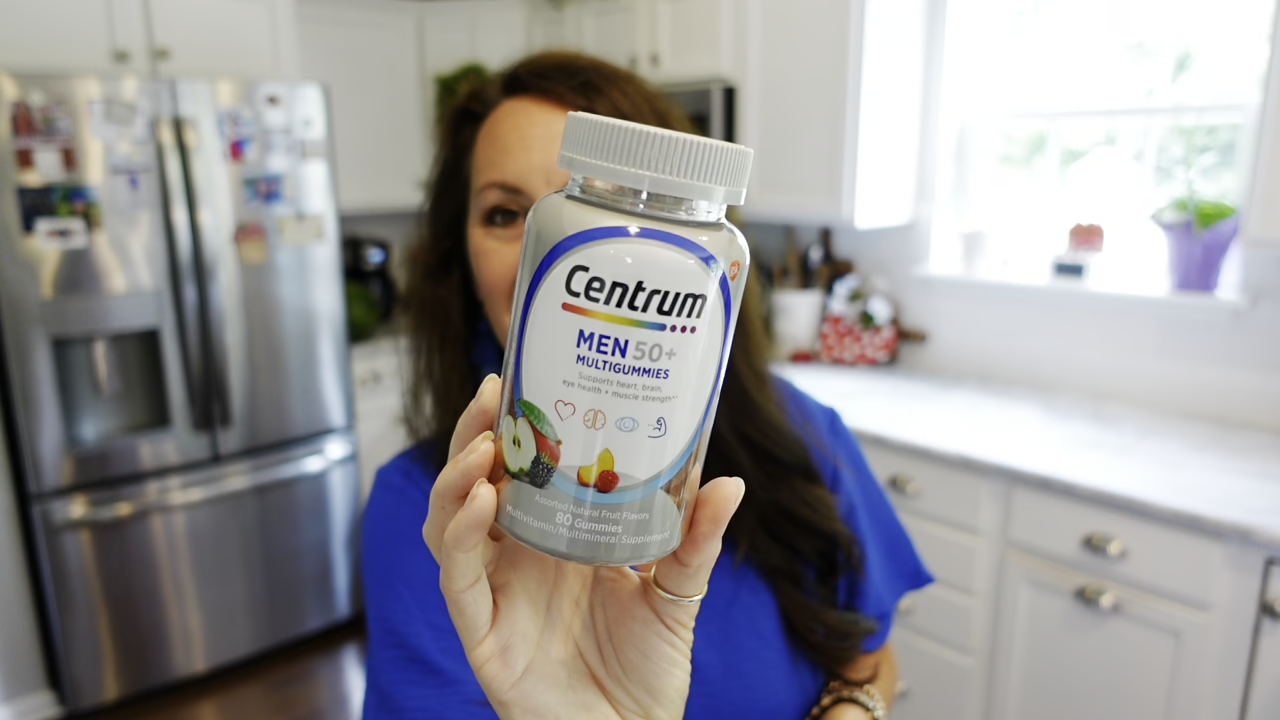 Centrum
MEN 50+
MULTIGUMMIES
Supports heart, brain,
eye health • muscle strength^^
Assorted Natural Fruit Flavors
80 Gummies
Multivitamin/Multimineral Supplement